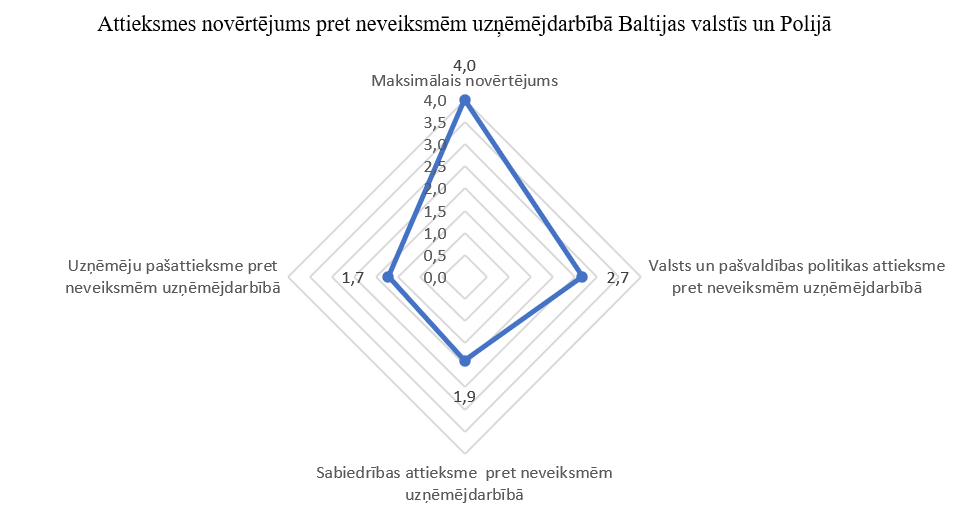 Attieksmes novērtējums pret neveiksmēm uzņēmējdarbībā Baltijas valstīs un Polijā
4,0
Maksimālais novērtējums
4,0
3,5
3,0
2,5
2,0
1,5
1,0
0,5
0,0
Uzņēmēju pašattieksme pret
neveiksmēm uzņēmējdarbībā
1,7
2,7
Valsts un pašvaldības politikas attieksme
pret neveiksmēm uzņēmējdarbībā
1,9
Sabiedrības attieksme  pret neveiksmēm
uzņēmējdarbībā